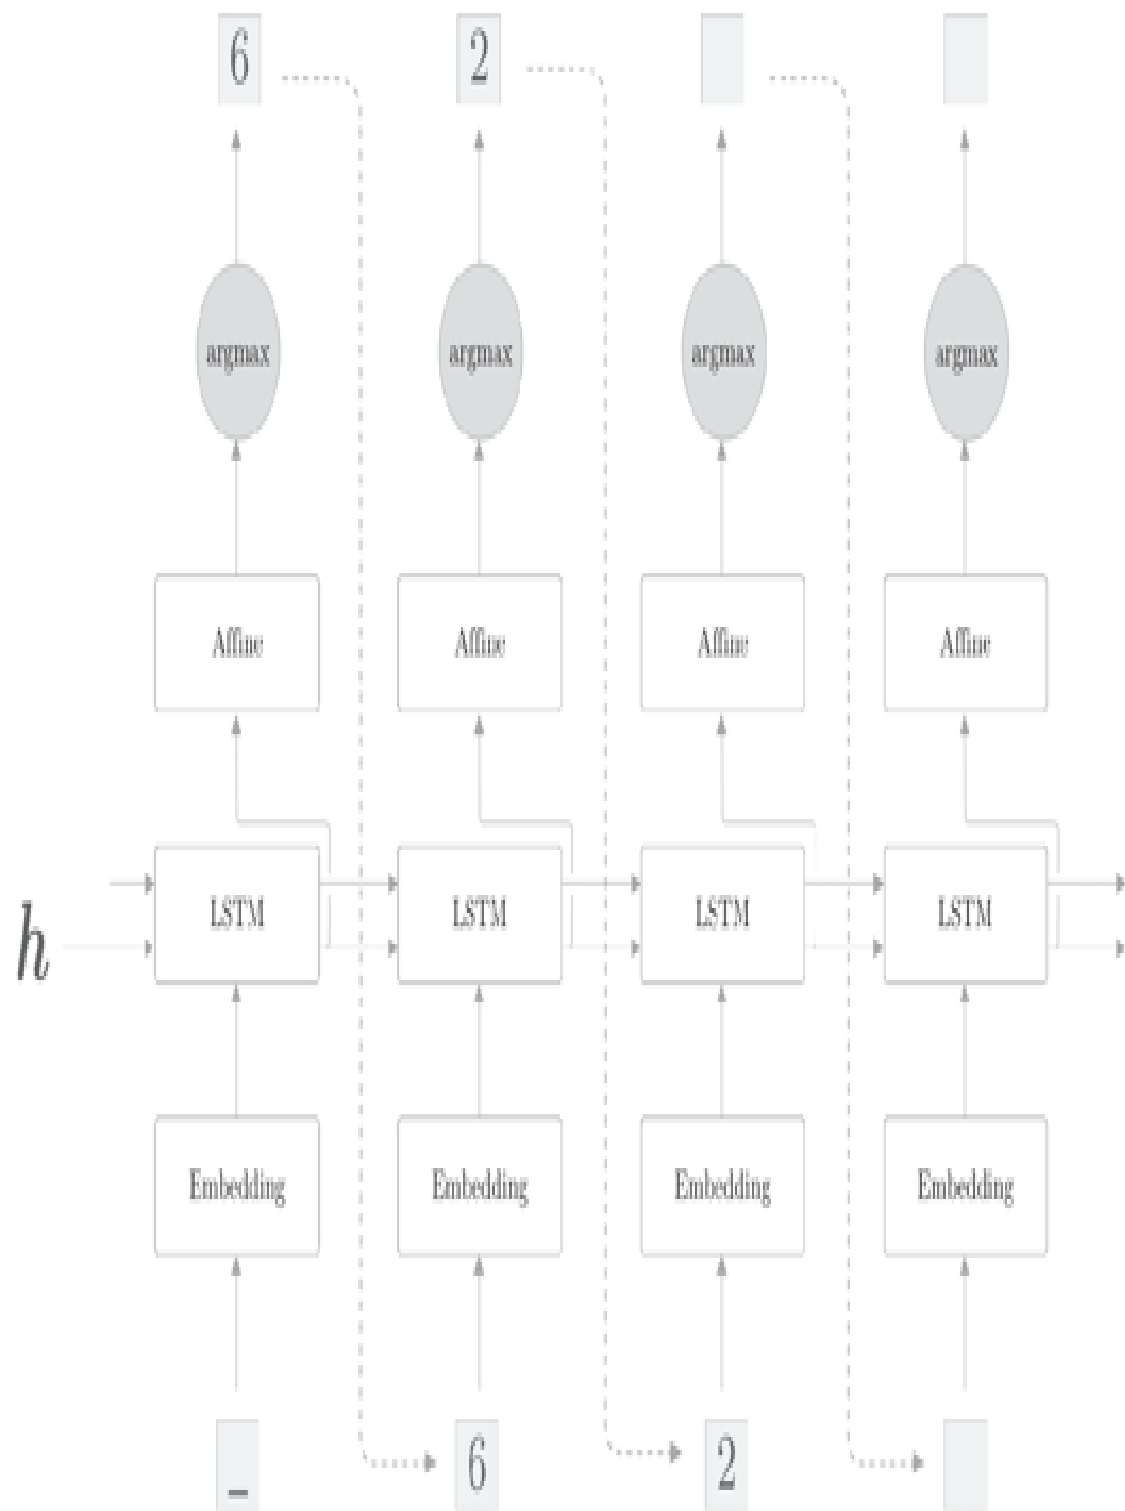 6 2
argmax argmax argmax argmax
Affine Affine Affine Affine
LSTM LSTM LSTM LSTM
h
Embedding Embedding Embedding Embedding
_ 6 2